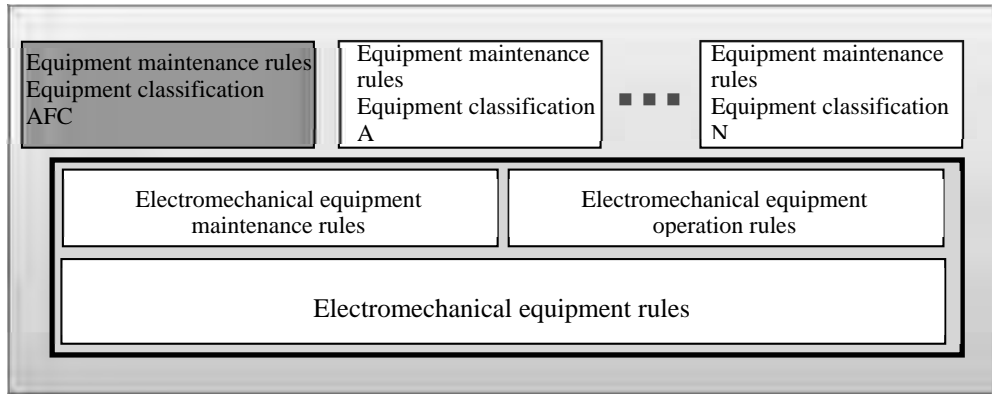 Equipment maintenance rules
Equipment classification
AFC
Equipment maintenance
rules
Equipment classification
A
Equipment maintenance
rules
Equipment classification
N
Electromechanical equipment
maintenance rules
Electromechanical equipment
operation rules
Electromechanical equipment rules